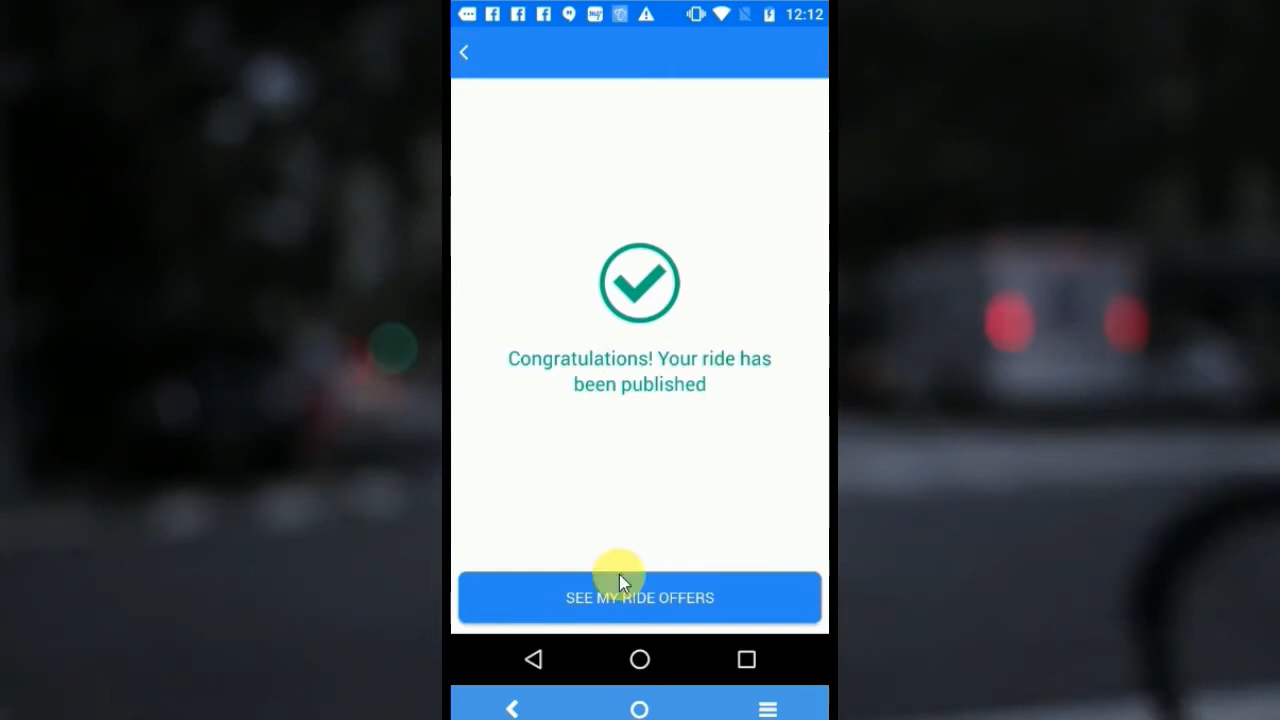 12:12
Congratulations! Your ride has
been published
SEE MY RIDE OFFERS